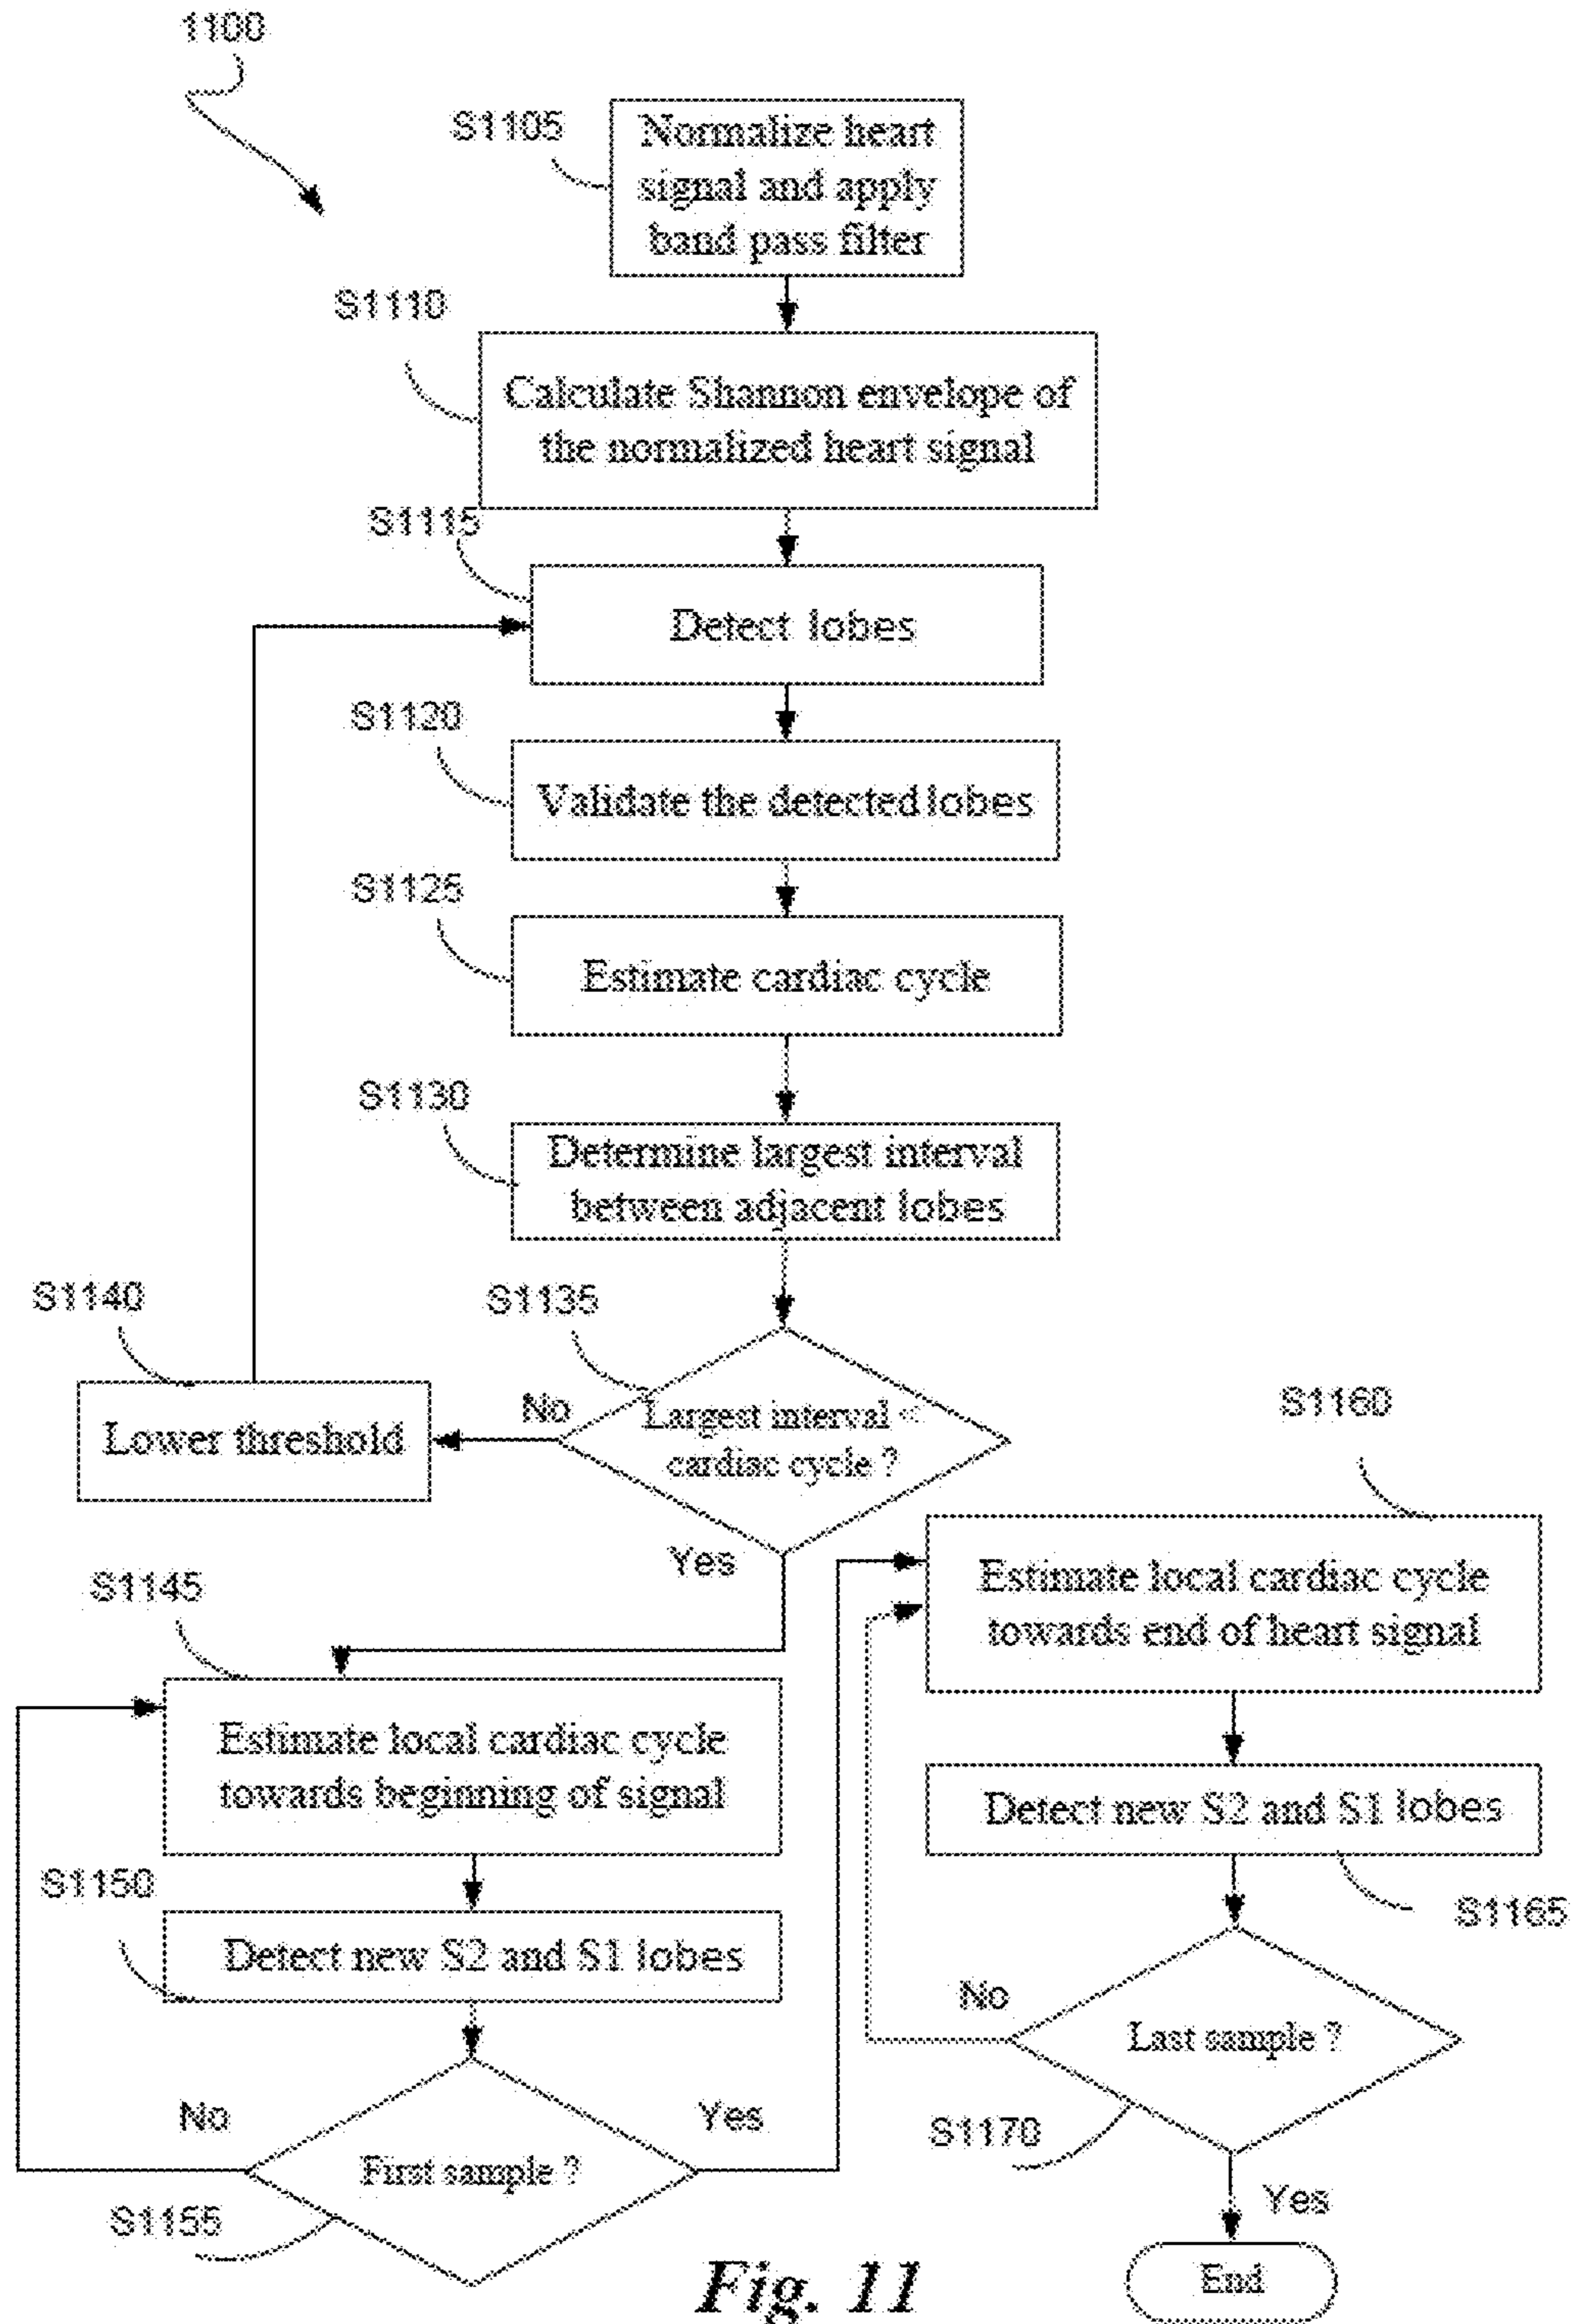 1100
S1105
Normalize heart
signal and apply
band pass filter
S1110
Calculate Shannon envelope of
the normalized heart signal
S1115
Detect lobes
S1120
Validate the detected lobes
S1125
Estimate cardiac cycle
S1130
Determine largest interval
between adjacent lobes
S1135
Largest interval <
cardiac cycle ?
No
S1140
Lower threshold
Yes
S1145
Estimate local cardiac cycle
towards beginning of signal
S1150
Detect new S2 and S1 lobes
No
First sample ?
Yes
S1155
S1160
Estimate local cardiac cycle
towards end of heart signal
Detect new S2 and S1 lobes
S1165
No
Last sample ?
S1170
Yes
End
Fig. 11